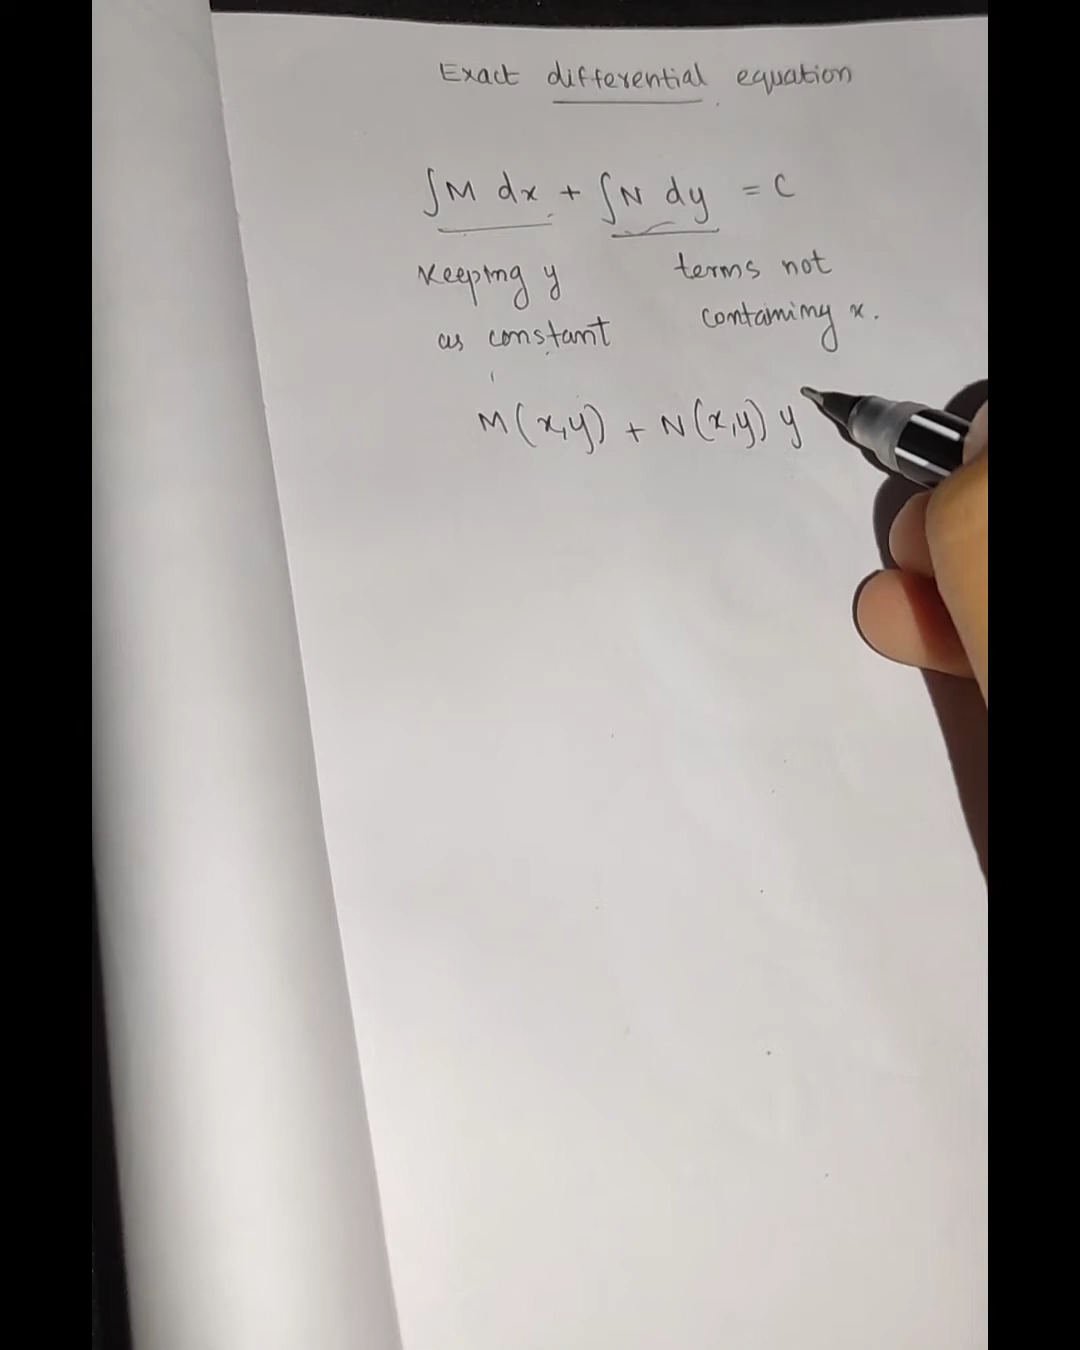 Exact differential equation
∫M dx + ∫N dy = C
Keeping y terms not
as constant containing x.
M(x,y) + N(x,y) y